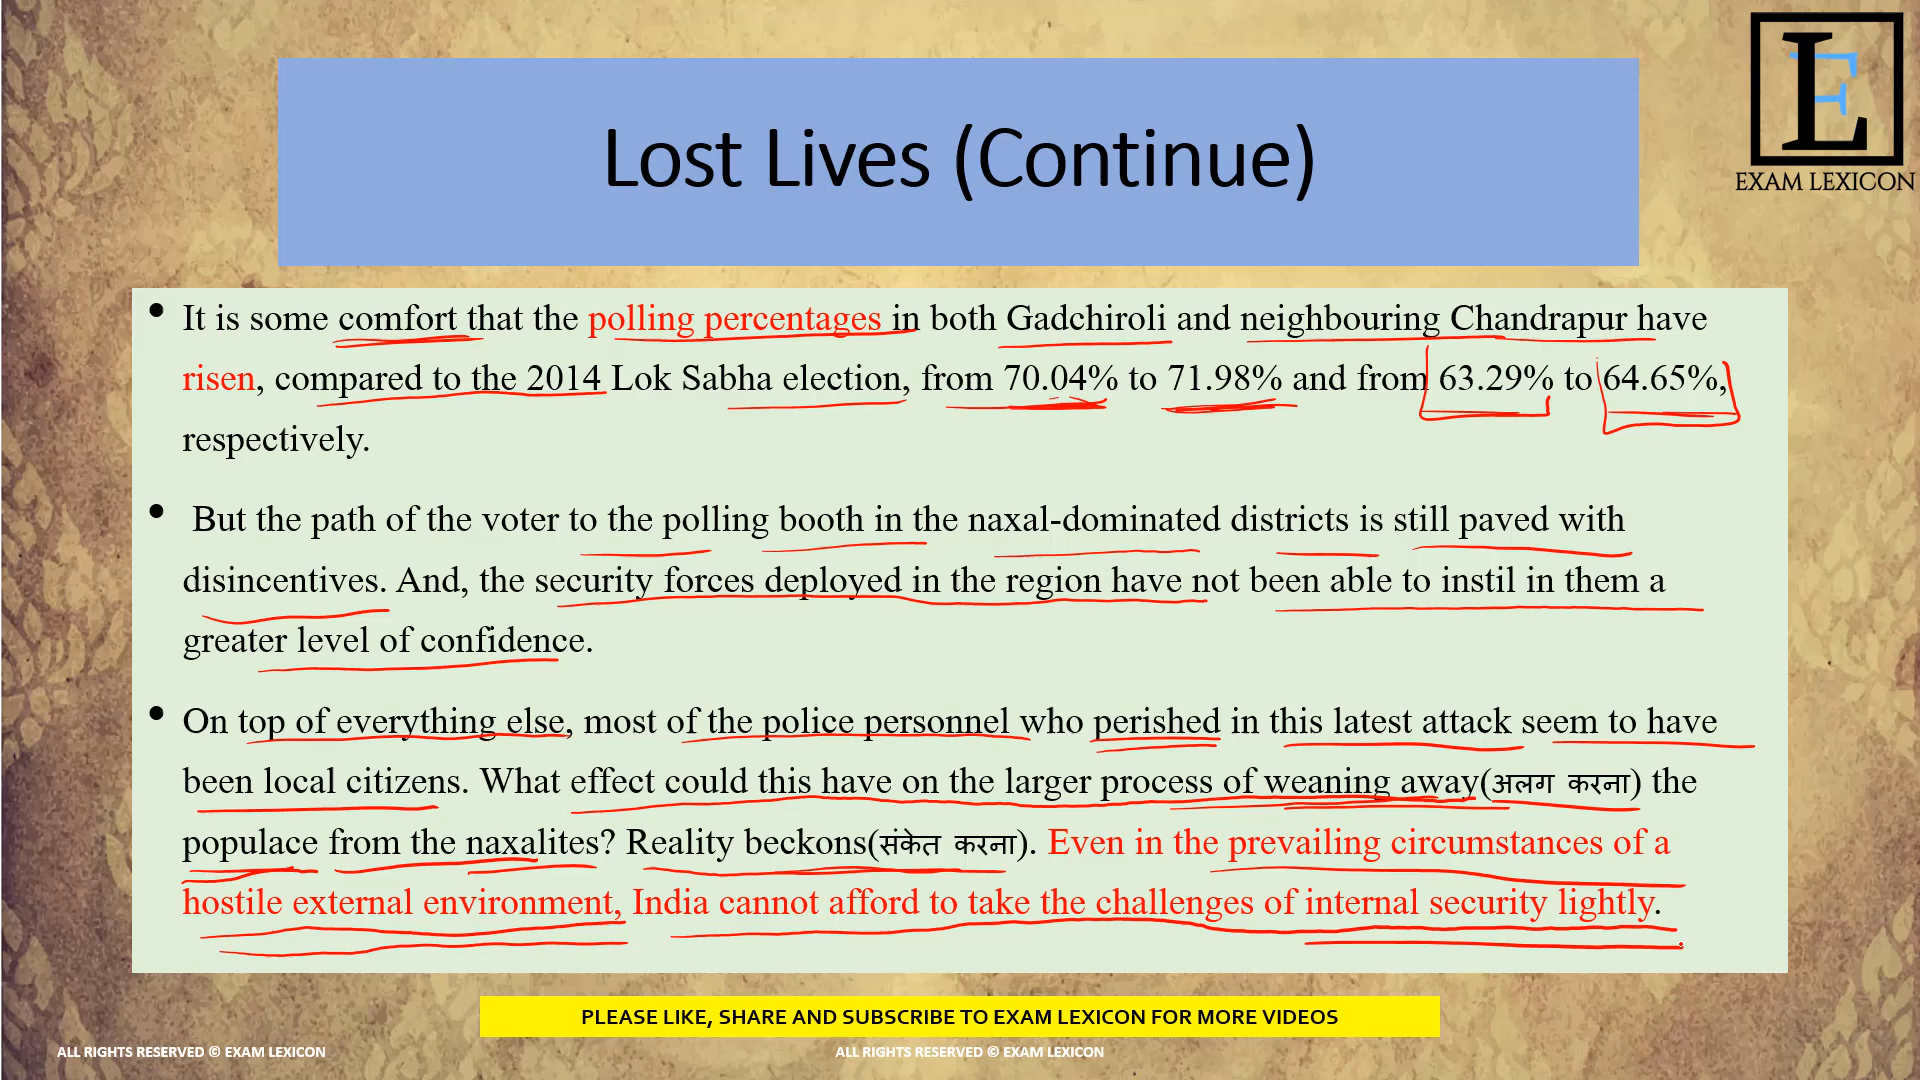 LE
EXAM LEXICON
Lost Lives (Continue)
• It is some comfort that the polling percentages in both Gadchiroli and neighbouring Chandrapur have
risen, compared to the 2014 Lok Sabha election, from 70.04% to 71.98% and from 63.29% to 64.65%,
respectively.
• But the path of the voter to the polling booth in the naxal-dominated districts is still paved with
disincentives. And, the security forces deployed in the region have not been able to instil in them a
greater level of confidence.
• On top of everything else, most of the police personnel who perished in this latest attack seem to have
been local citizens. What effect could this have on the larger process of weaning away(अलग करना) the
populace from the naxalites? Reality beckons(संकेत करना). Even in the prevailing circumstances of a
hostile external environment, India cannot afford to take the challenges of internal security lightly.
PLEASE LIKE, SHARE AND SUBSCRIBE TO EXAM LEXICON FOR MORE VIDEOS
ALL RIGHTS RESERVED © EXAM LEXICON
ALL RIGHTS RESERVED © EXAM LEXICON